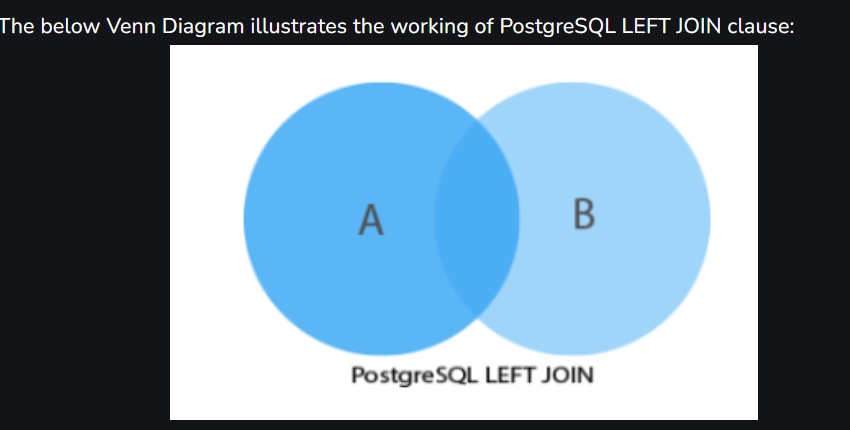 The below Venn Diagram illustrates the working of PostgreSQL LEFT JOIN clause:
A
B
PostgreSQL LEFT JOIN